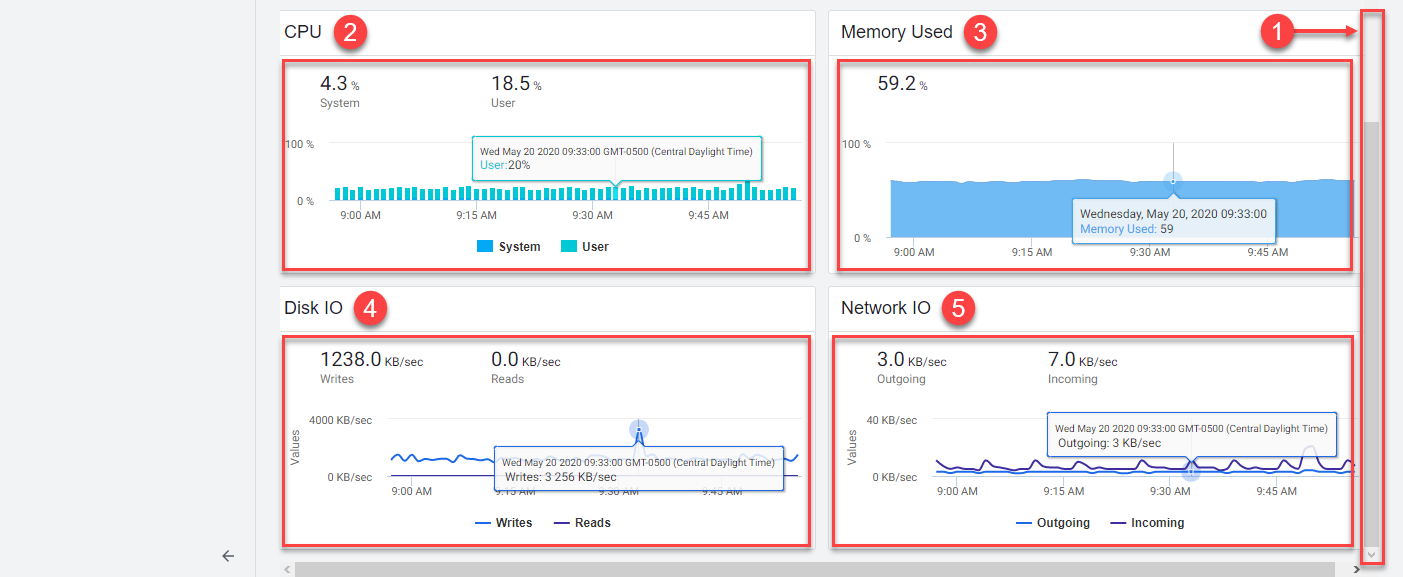 CPU 2
4.3 %
System
18.5 %
User
100 %
Wed May 20 2020 09:33:00 GMT-0500 (Central Daylight Time)
User:20%
0 %
9:00 AM 9:15 AM 9:30 AM 9:45 AM
System User
Memory Used 3
1
59.2 %
100 %
Wednesday, May 20, 2020 09:33:00
Memory Used: 59
0 %
9:00 AM 9:15 AM 9:30 AM 9:45 AM
Disk IO 4
1238.0 KB/sec
Writes
0.0 KB/sec
Reads
4000 KB/sec
Values
Wed May 20 2020 09:33:00 GMT-0500 (Central Daylight Time)
Writes: 3 256 KB/sec
0 KB/sec
9:00 AM 9:15 AM 9:30 AM 9:45 AM
Writes Reads
Network IO 5
3.0 KB/sec
Outgoing
7.0 KB/sec
Incoming
40 KB/sec
Values
Wed May 20 2020 09:33:00 GMT-0500 (Central Daylight Time)
Outgoing: 3 KB/sec
0 KB/sec
9:00 AM 9:15 AM 9:30 AM 9:45 AM
Outgoing Incoming